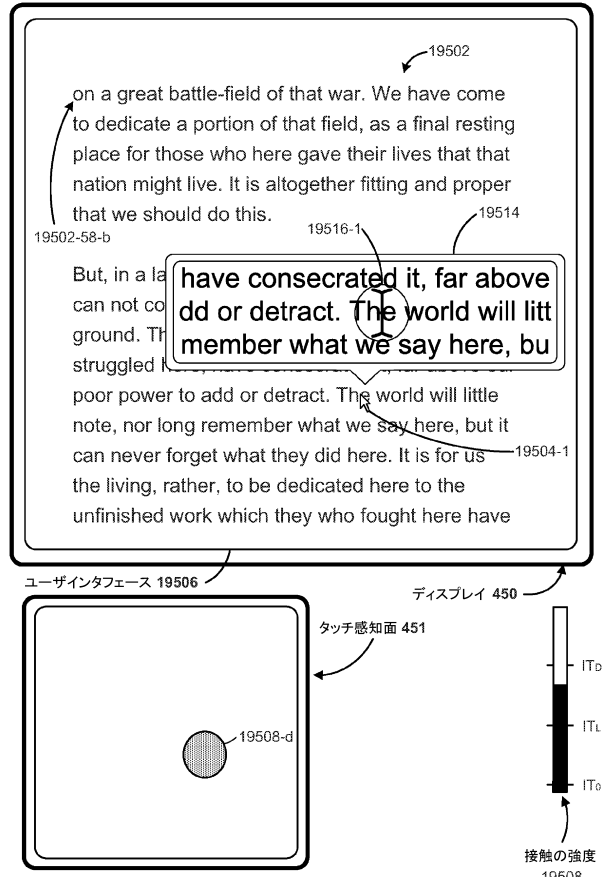 19502
on a great battle-field of that war. We have come
to dedicate a portion of that field, as a final resting
place for those who here gave their lives that that
nation might live. It is altogether fitting and proper
that we should do this.
19502-58-b
19516-1
19514
But, in a la
have consecrated it, far above
can not co
dd or detract. The world will litt
ground. Th
member what we say here, bu
struggled
poor power to add or detract. The world will little
note, nor long remember what we say here, but it
19504-1
can never forget what they did here. It is for us
the living, rather, to be dedicated here to the
unfinished work which they who fought here have
ユーザインタフェース 19506
ディスプレイ 450
タッチ感知面 451
19508-d
ITD
ITL
IT0
接触の強度
19508